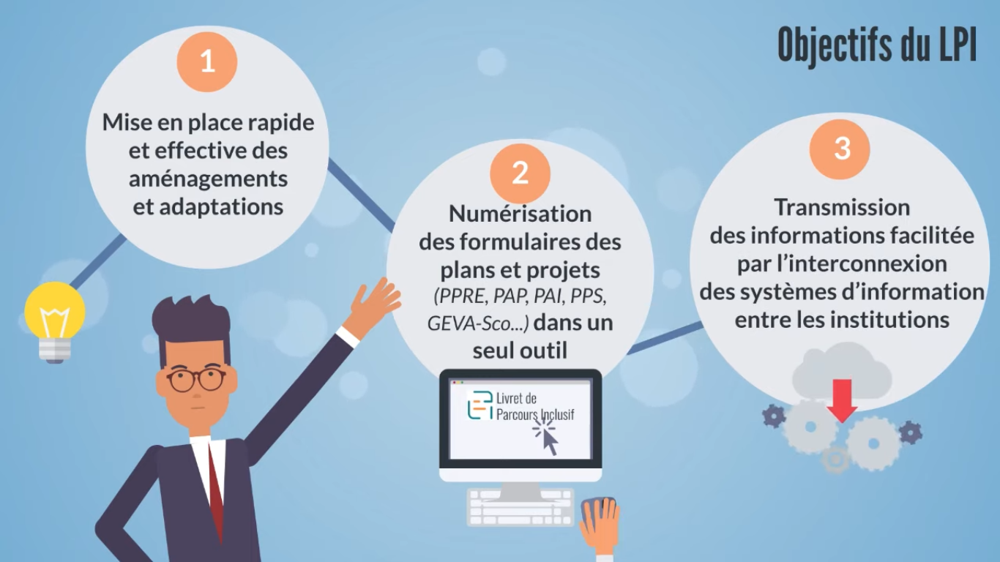 Objectifs du LPI
1
Mise en place rapide
et effective des
aménagements
et adaptations
2
Numérisation
des formulaires des
plans et projets
(PPRE, PAP, PAI, PPS,
GEVA-Sco...) dans un
seul outil
Livret de
Parcours Inclusif
3
Transmission
des informations facilitée
par l’interconnexion
des systèmes d’information
entre les institutions